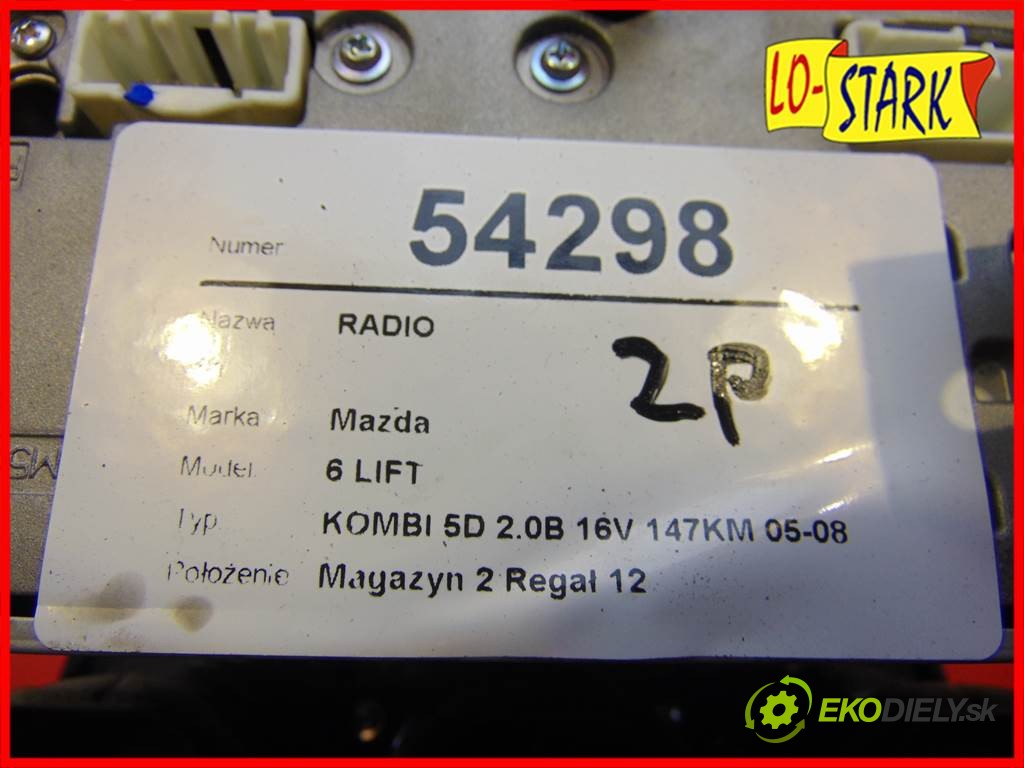 LO-STARK
Numer 54298
Nazwa RADIO
2P
Marka Mazda
Model 6 LIFT
Typ KOMBI 5D 2.0B 16V 147KM 05-08
Położenie Magazyn 2 Regał 12
EKODIELY.sk